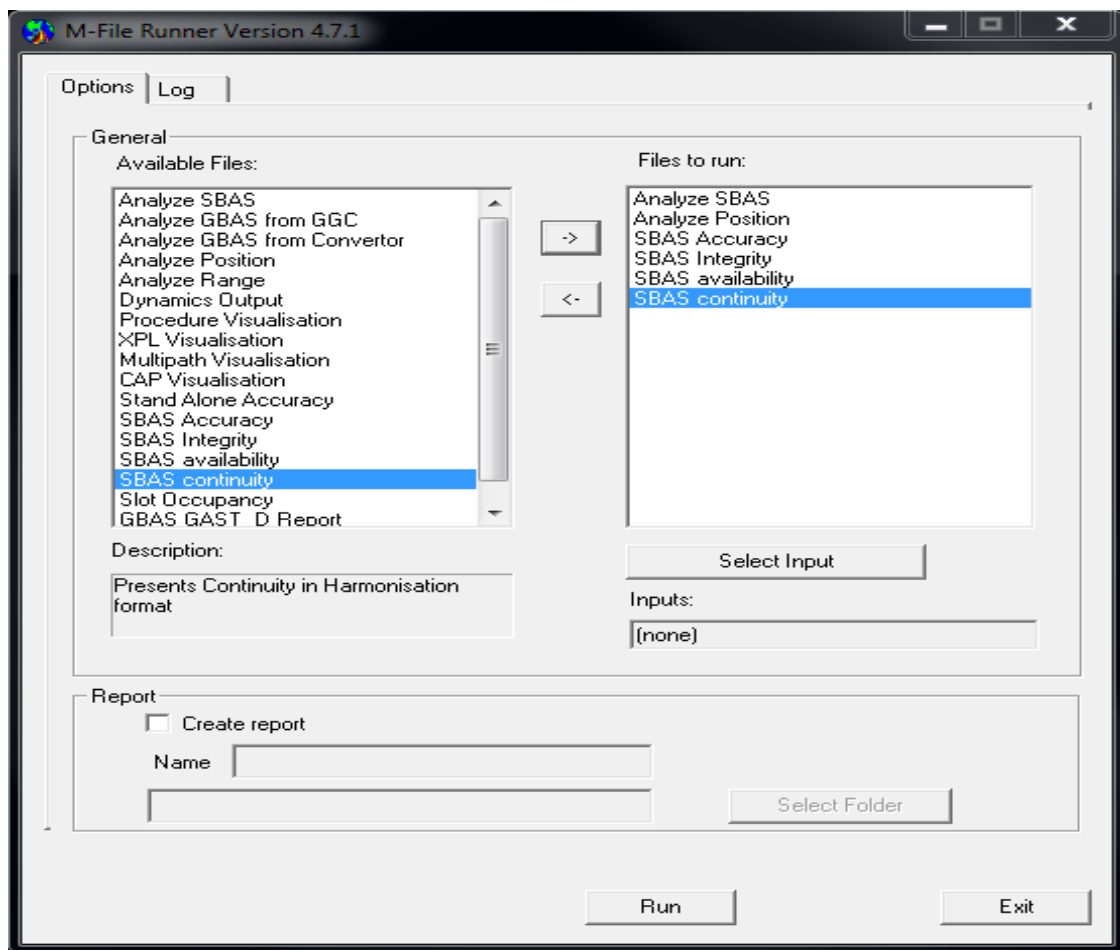 M-File Runner Version 4.7.1
Options
Log
General
Available Files:
Analyze SBAS
Analyze GBAS from GGC
Analyze GBAS from Convertor
Analyze Position
Analyze Range
Dynamics Output
Procedure Visualisation
XPL Visualisation
Multipath Visualisation
CAP Visualisation
Stand Alone Accuracy
SBAS Accuracy
SBAS Integrity
SBAS availability
SBAS continuity
Slot Occupancy
GBAS GAST_D Report
->
<-
Files to run:
Analyze SBAS
Analyze Position
SBAS Accuracy
SBAS Integrity
SBAS availability
SBAS continuity
Description:
Presents Continuity in Harmonisation
format
Select Input
Inputs:
(none)
Report
Create report
Name
Select Folder
Run
Exit